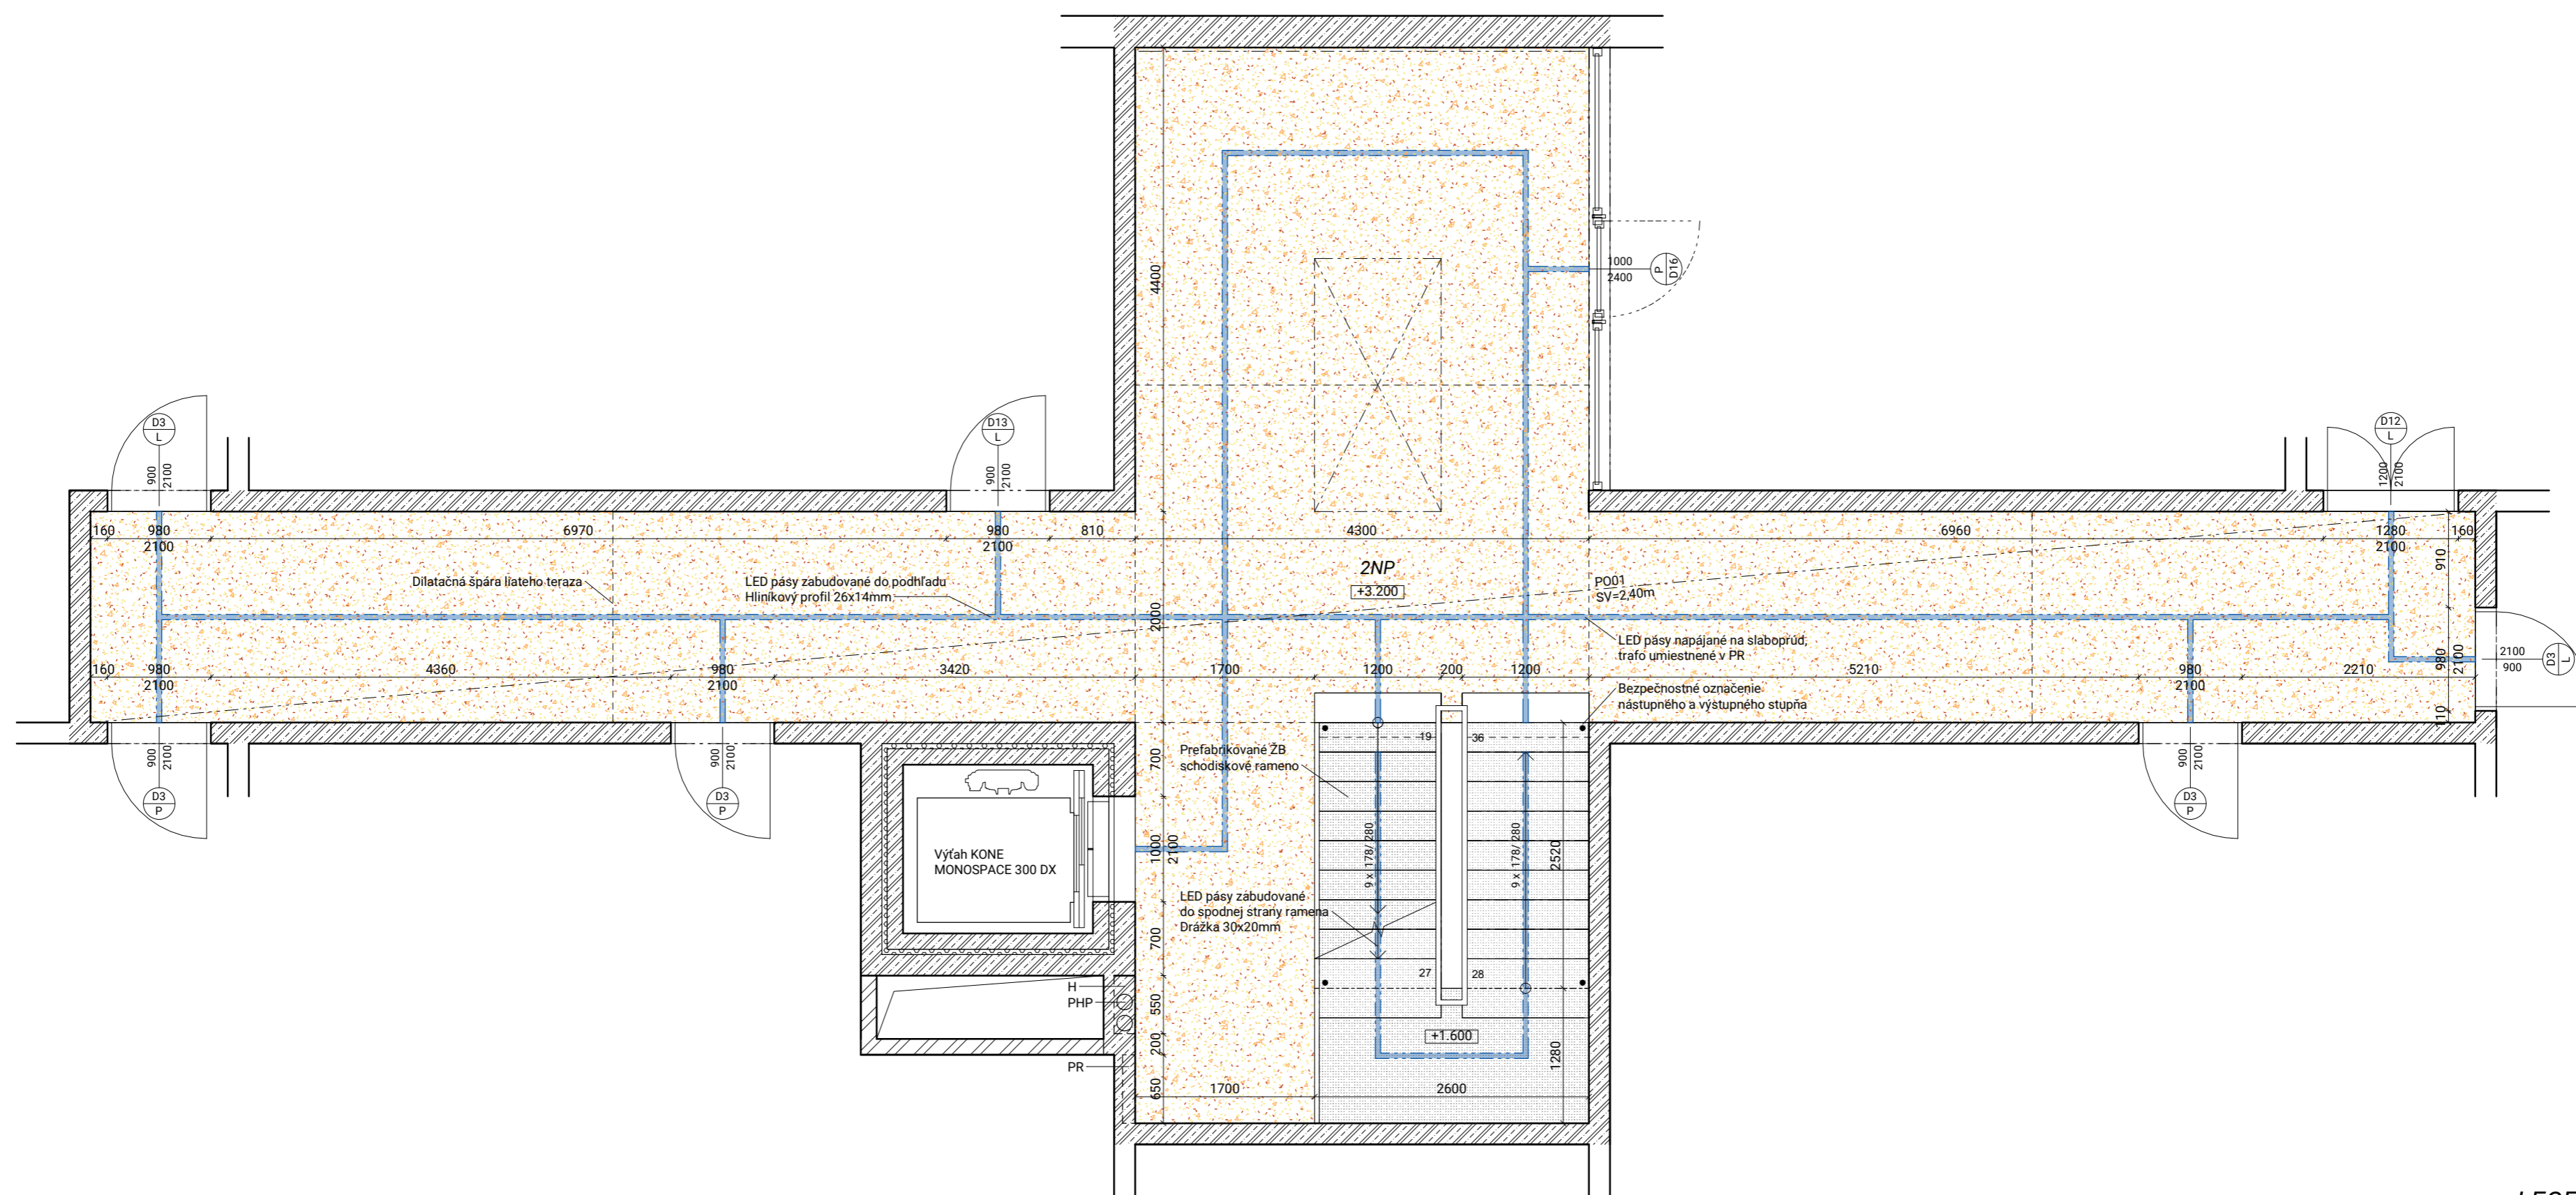 1000
2400
P
D16
4400
D3
L
900
2100
D13
L
900
2100
D12
L
1200
2100
160
980
2100
6970
980
2100
810
4300
6960
1280
2100
160
910
Dilatačná špára liateho teraza
LED pásy zabudované do podhľadu
Hliníkový profil 26x14mm
2NP
+3.200
PO01
SV=2,40m
2000
LED pásy napájané na slaboprúd,
trafo umiestnené v PR
160
980
2100
4360
980
2100
3420
1700
1200
200
1200
5210
980
2100
2210
980
2100
2100
900
D3
L
110
Bezpečnostné označenie
nástupného a výstupného stupňa
900
2100
D3
P
900
2100
D3
P
900
2100
D3
P
700
Prefabrikované ŽB
schodiskové rameno
19
36
Výťah KONE
MONOSPACE 300 DX
1000
2100
9 x 178/ 280
9 x 178/ 280
2520
LED pásy zabudované
do spodnej strany ramena
Drážka 30x20mm
700
27
28
H
PHP
550
200
+1.600
1280
PR
650
1700
2600